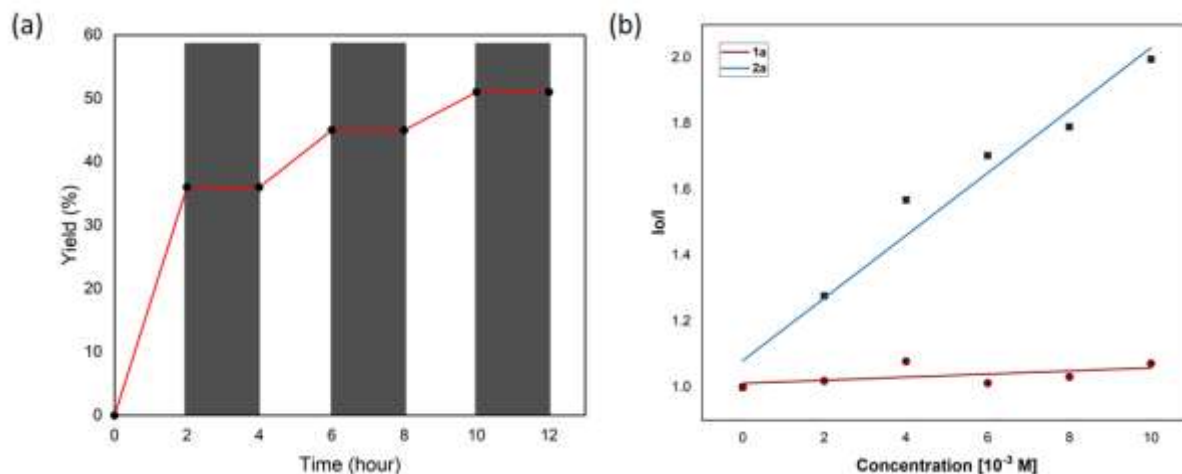 (a)
60
50
40
30
20
10
0
Yield (%)
0 2 4 6 8 10 12
Time (hour)
(b)
1a
2a
2.0
1.8
1.6
1.4
1.2
1.0
Io/I
0 2 4 6 8 10
Concentration [10⁻³ M]